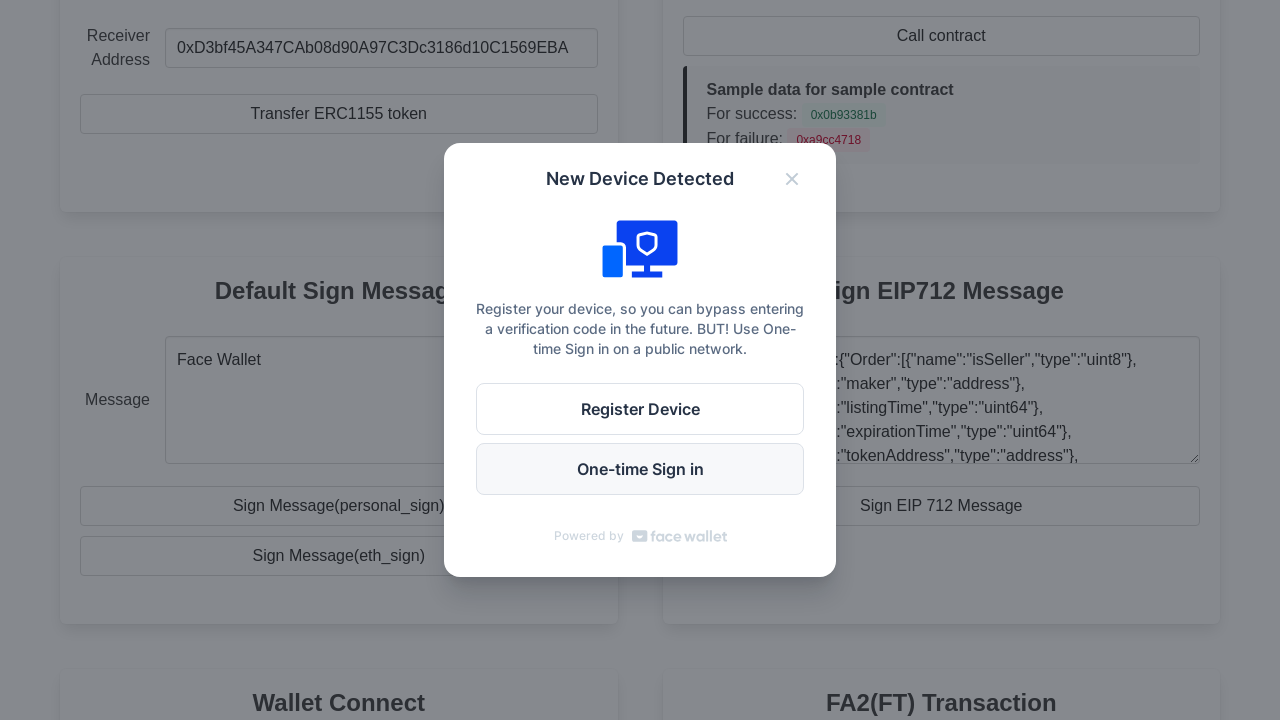 Receiver
Address
0xD3bf45A347CAb08d90A97C3Dc3186d10C1569EBA
Transfer ERC1155 token
Call contract
Sample data for sample contract
For success: 0x0b93381b
For failure: 0xa9cc4718
New Device Detected
Register your device, so you can bypass entering
a verification code in the future. BUT! Use One-
time Sign in on a public network.
Register Device
One-time Sign in
Powered by face wallet
Default Sign Messag
Message
Face Wallet
Sign Message(personal_sign)
Sign Message(eth_sign)
ign EIP712 Message
:{"Order":[{"name":"isSeller","type":"uint8"},
:"maker","type":"address"},
:"listingTime","type":"uint64"},
:"expirationTime","type":"uint64"},
:"tokenAddress","type":"address"},
Sign EIP 712 Message
Wallet Connect
FA2(FT) Transaction